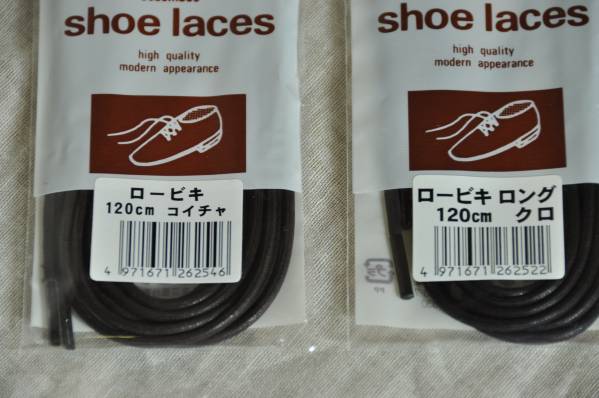 shoe laces
high quality
modern appearance
ロービキ
120cm コイチャ
4 971671 262546
shoe laces
high quality
modern appearance
ロービキ ロング
120cm クロ
4 971671 262522